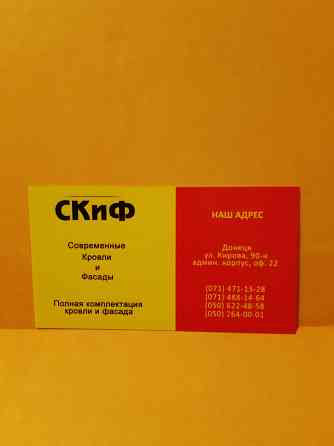 СКиФ
Современные
Кровли
и
Фасады
Полная комплектация
кровли и фасада
НАШ АДРЕС
Донецк
ул. Кирова, 90-н
админ. корпус, оф. 22
(071) 471-13-28
(071) 488-14-64
(050) 622-48-58
(050) 264-00-01